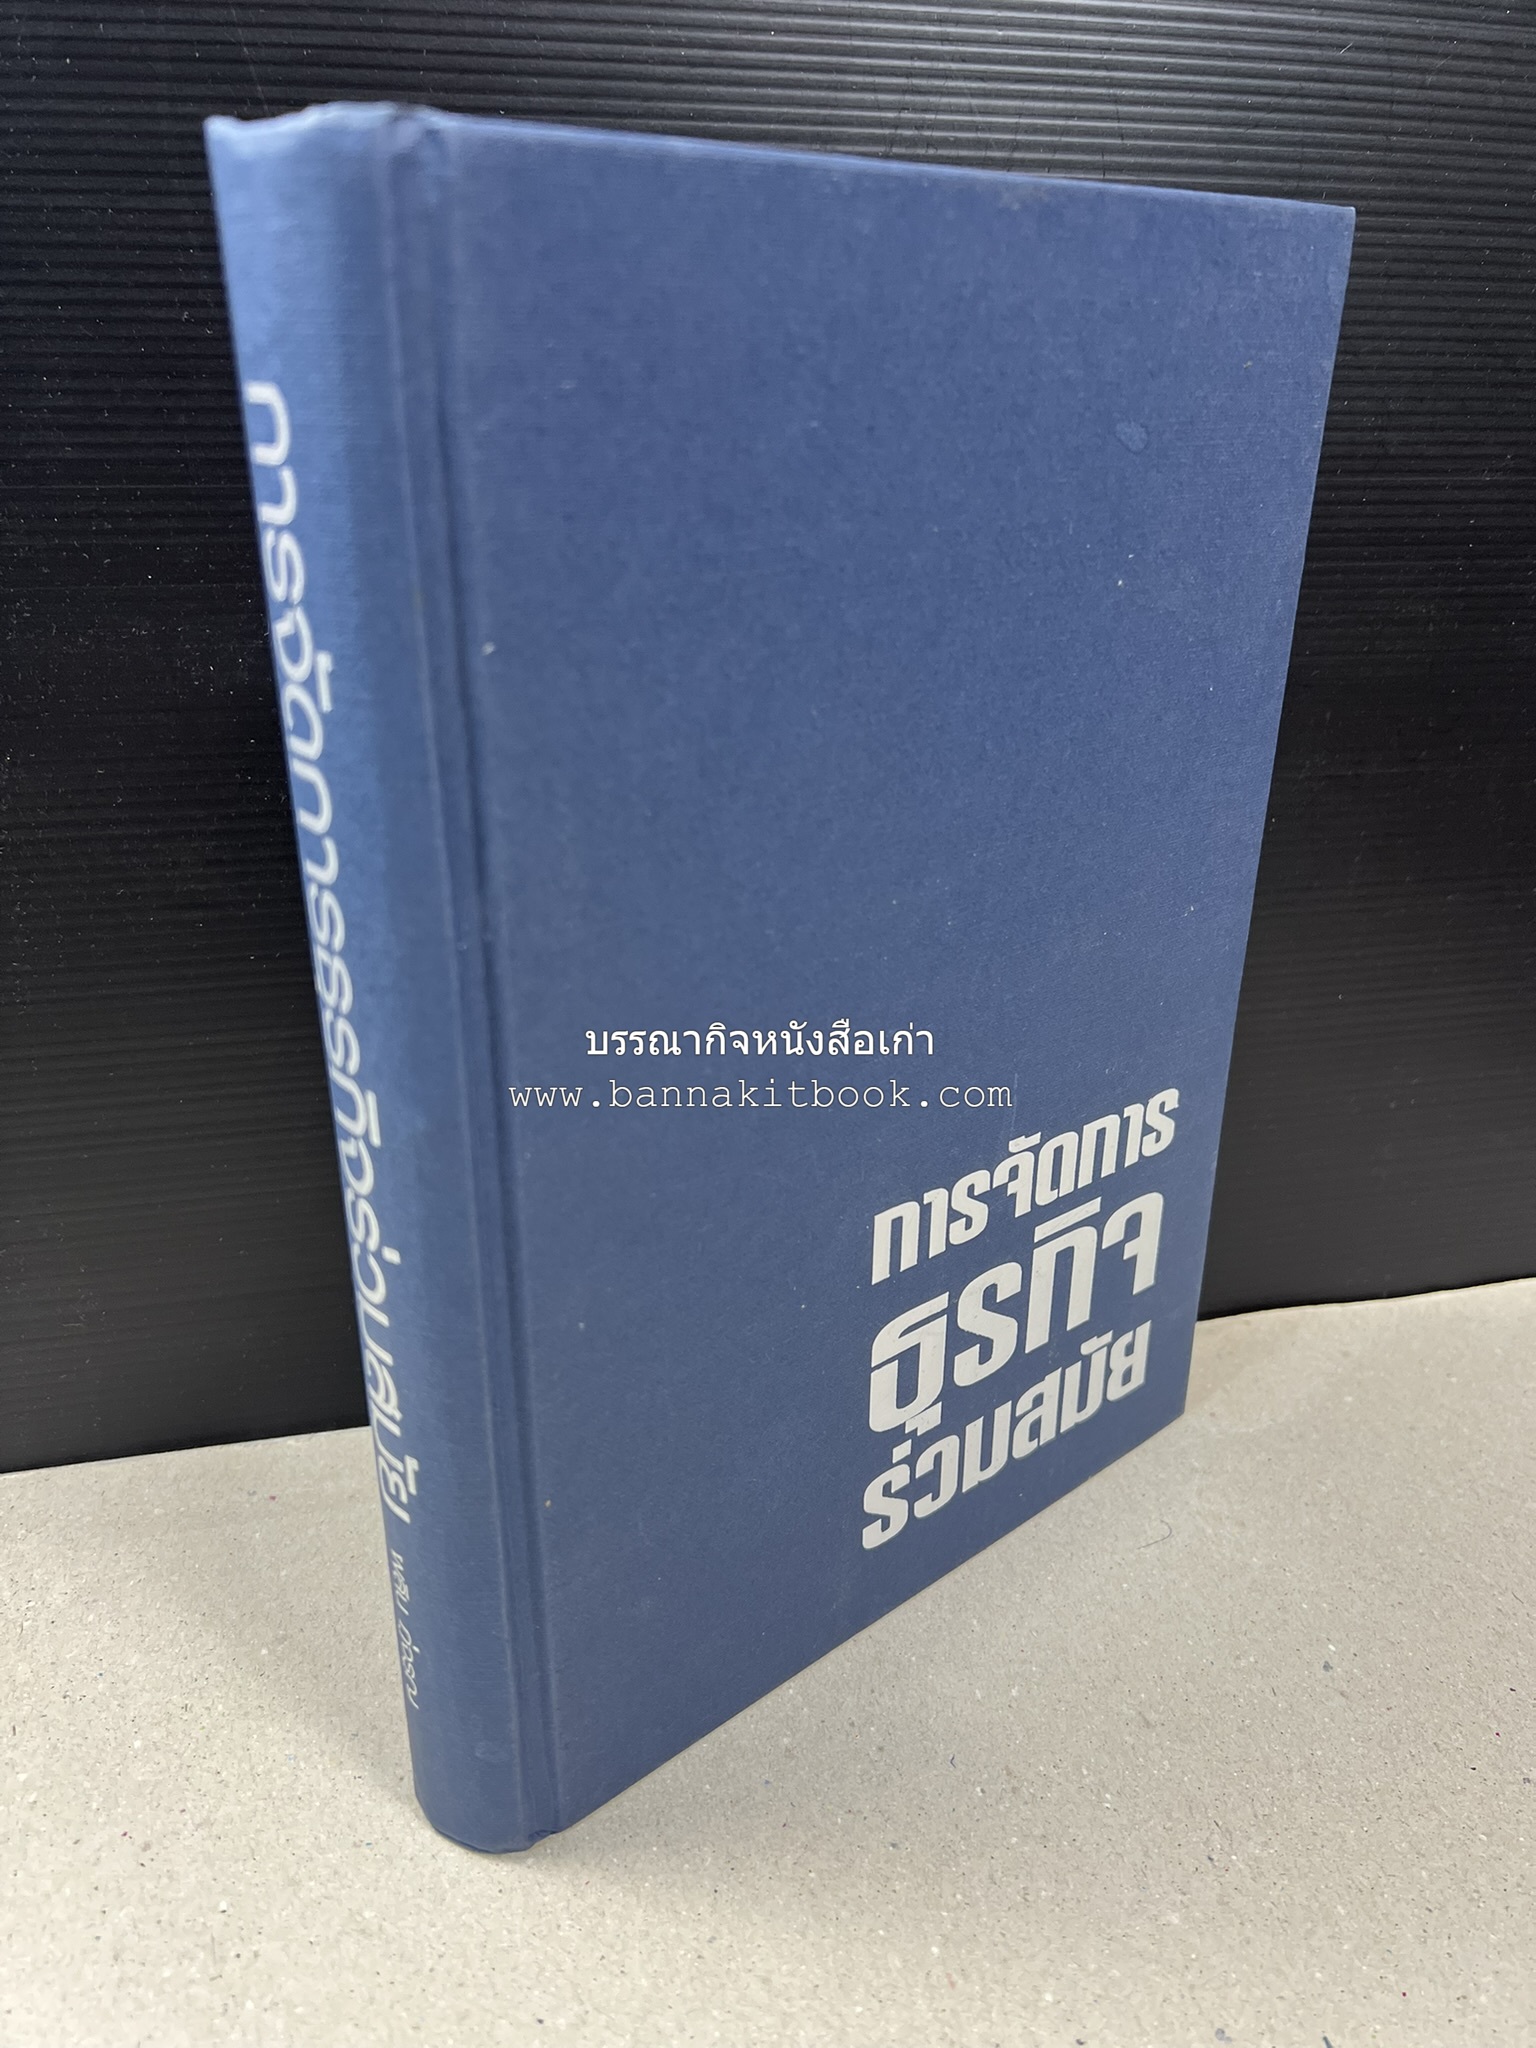 การจัดการธุรกิจร่วมสมัย
บรรณากิจหนังสือเก่า
www.bannakitbook.com
การจัดการ
ธุรกิจ
ร่วมสมัย